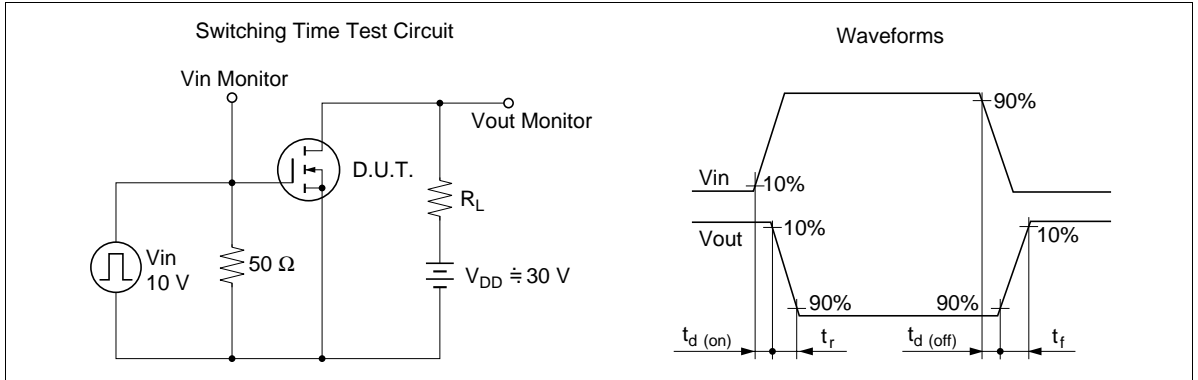 Switching Time Test Circuit
Vin Monitor
Vout Monitor
D.U.T.
R_L
Vin
10 V
50 Ω
V_DD ≒ 30 V
Waveforms
90%
Vin
10%
Vout
10%
10%
90%
90%
t_d (on)
t_r
t_d (off)
t_f